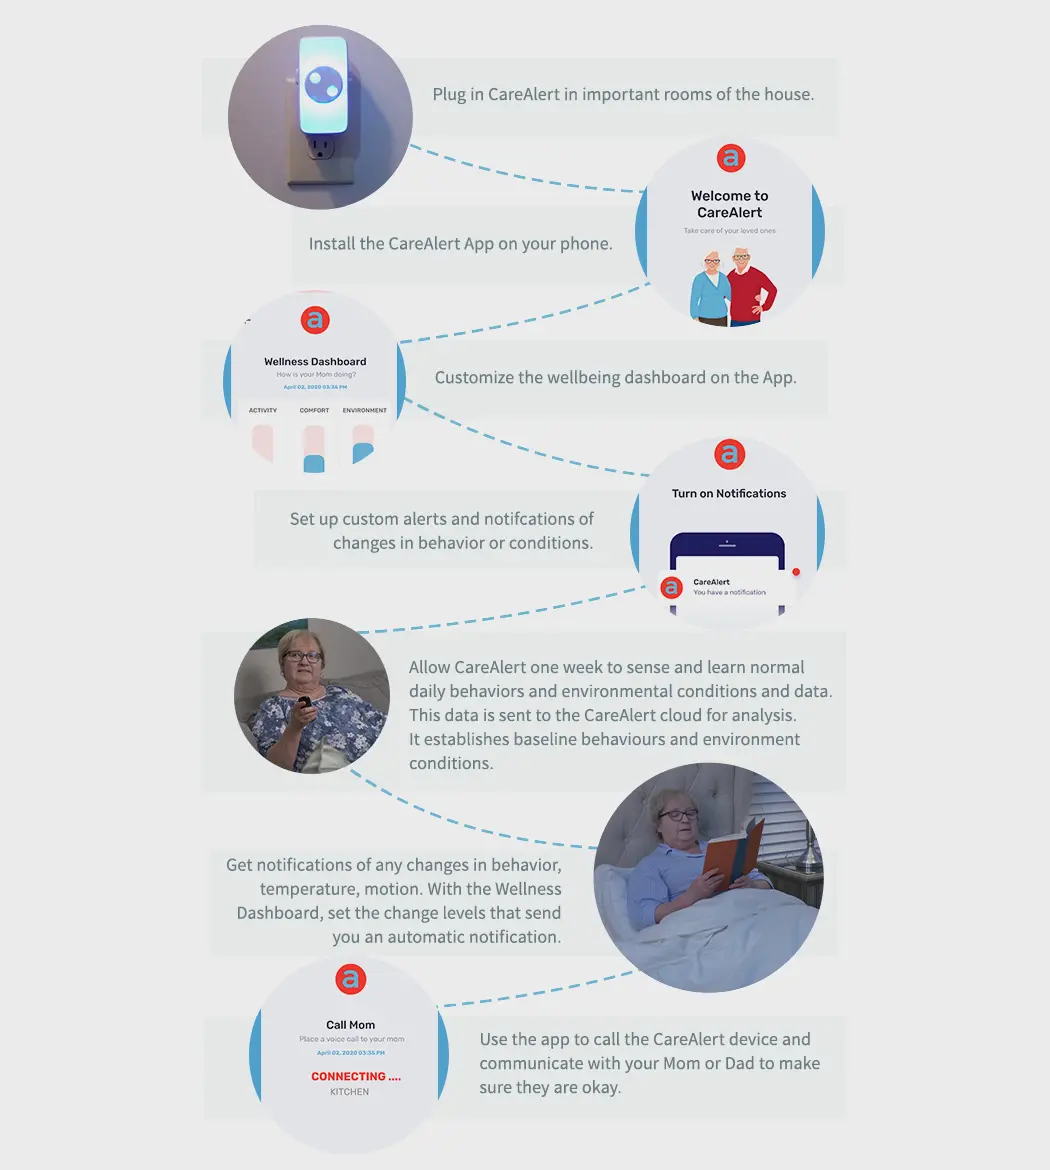 Plug in CareAlert in important rooms of the house.
a
Welcome to
CareAlert
Take care of your loved ones
Install the CareAlert App on your phone.
a
Wellness Dashboard
How is your Mom doing?
April 02, 2020 03:34 PM
ACTIVITY COMFORT ENVIRONMENT
Customize the wellbeing dashboard on the App.
a
Turn on Notifications
a
CareAlert
You have a notification
Set up custom alerts and notifcations of
changes in behavior or conditions.
Allow CareAlert one week to sense and learn normal
daily behaviors and environmental conditions and data.
This data is sent to the CareAlert cloud for analysis.
It establishes baseline behaviours and environment
conditions.
Get notifications of any changes in behavior,
temperature, motion. With the Wellness
Dashboard, set the change levels that send
you an automatic notification.
a
Call Mom
Place a voice call to your mom
April 02, 2020 03:35 PM
CONNECTING ....
KITCHEN
Use the app to call the CareAlert device and
communicate with your Mom or Dad to make
sure they are okay.